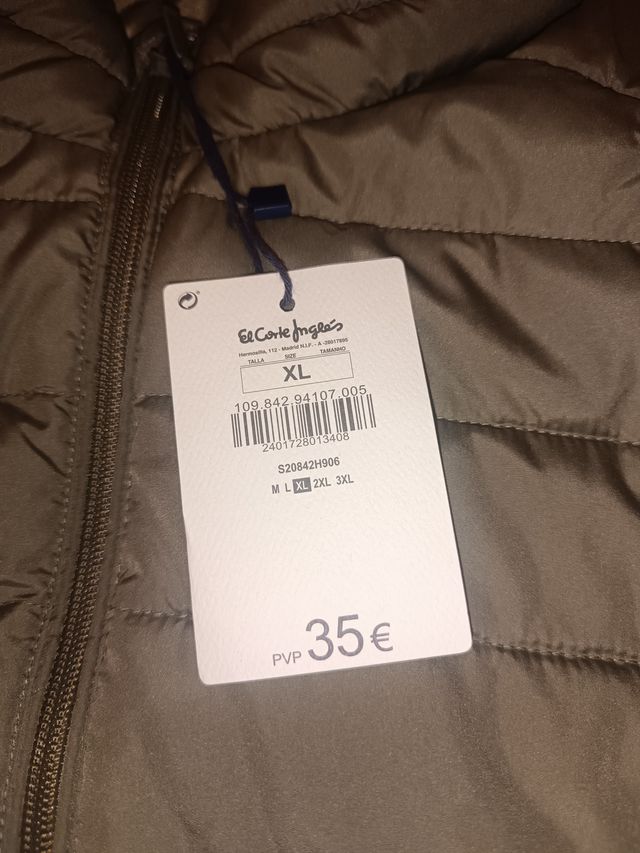 El Corte Inglés
Hermosilla, 112 - Madrid N.I.F. - A -28017895
TALLA SIZE TAMANHO
XL
109.842.94107.005
2401728013408
S20842H906
M L XL 2XL 3XL
PVP 35€